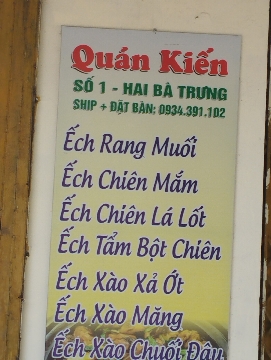 Quán Kiến
SỐ 1 - HAI BÀ TRƯNG
SHIP + ĐẶT BÀN: 0934.391.102
Ếch Rang Muối
Ếch Chiên Mắm
Ếch Chiên Lá Lốt
Ếch Tẩm Bột Chiên
Ếch Xào Xả Ớt
Ếch Xào Măng
Ếch Xào Chuối Đậu